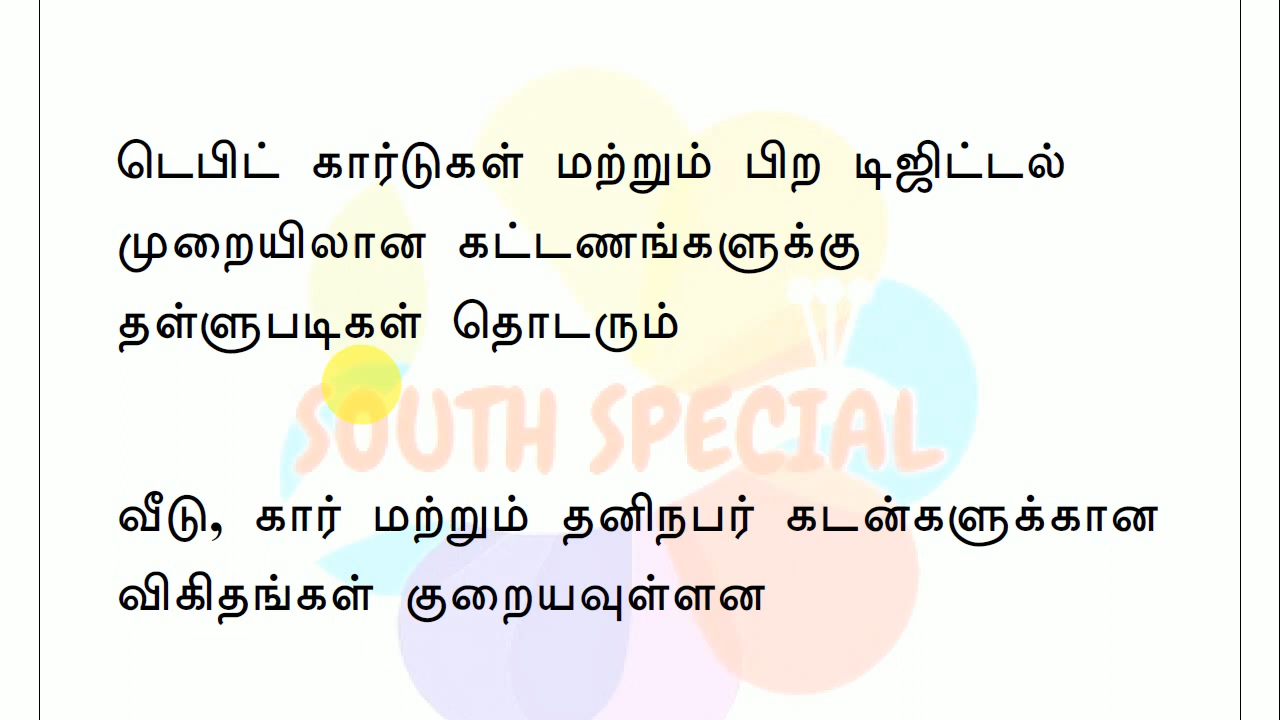 டெபிட் கார்டுகள் மற்றும் பிற டிஜிட்டல்
முறையிலான கட்டணங்களுக்கு
தள்ளுபடிகள் தொடரும்
SOUTH SPECIAL
வீடு, கார் மற்றும் தனிநபர் கடன்களுக்கான
விகிதங்கள் குறையவுள்ளன